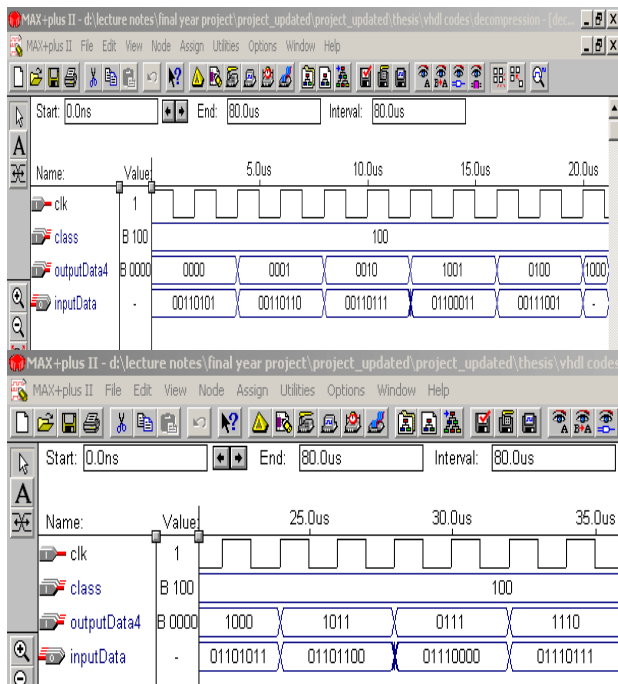 MAX+plus II - d:\lecture notes\final year project\project_updated\project_updated\thesis\vhdl codes\decompression - [dec...
MAX+plus II File Edit View Node Assign Utilities Options Window Help
Start: 0.0ns End: 80.0us Interval: 80.0us
Name: Value: 5.0us 10.0us 15.0us 20.0us
clk 1
class B 100 100
outputData4 B 0000 0000 0001 0010 1001 0100 1000
inputData - 00110101 00110110 00110111 01100011 00111001 -
MAX+plus II - d:\lecture notes\final year project\project_updated\project_updated\thesis\vhdl codes
MAX+plus II File Edit View Node Assign Utilities Options Window Help
Start: 0.0ns End: 80.0us Interval: 80.0us
Name: Value: 25.0us 30.0us 35.0us
clk 1
class B 100 100
outputData4 B 0000 1000 1011 0111 1110
inputData - 01101011 01101100 01110000 01110111